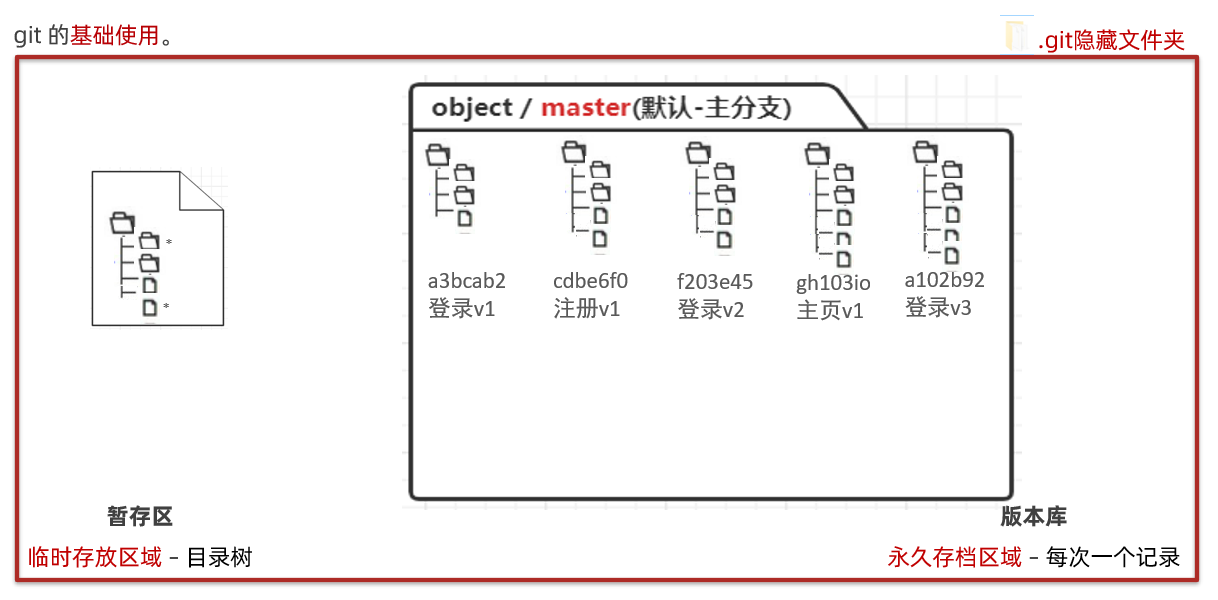 git 的基础使用。
.git隐藏文件夹
object / master(默认-主分支)
*
*
a3bcab2
登录v1
cdbe6f0
注册v1
f203e45
登录v2
gh103io
主页v1
a102b92
登录v3
暂存区
版本库
临时存放区域 - 目录树
永久存档区域 - 每次一个记录